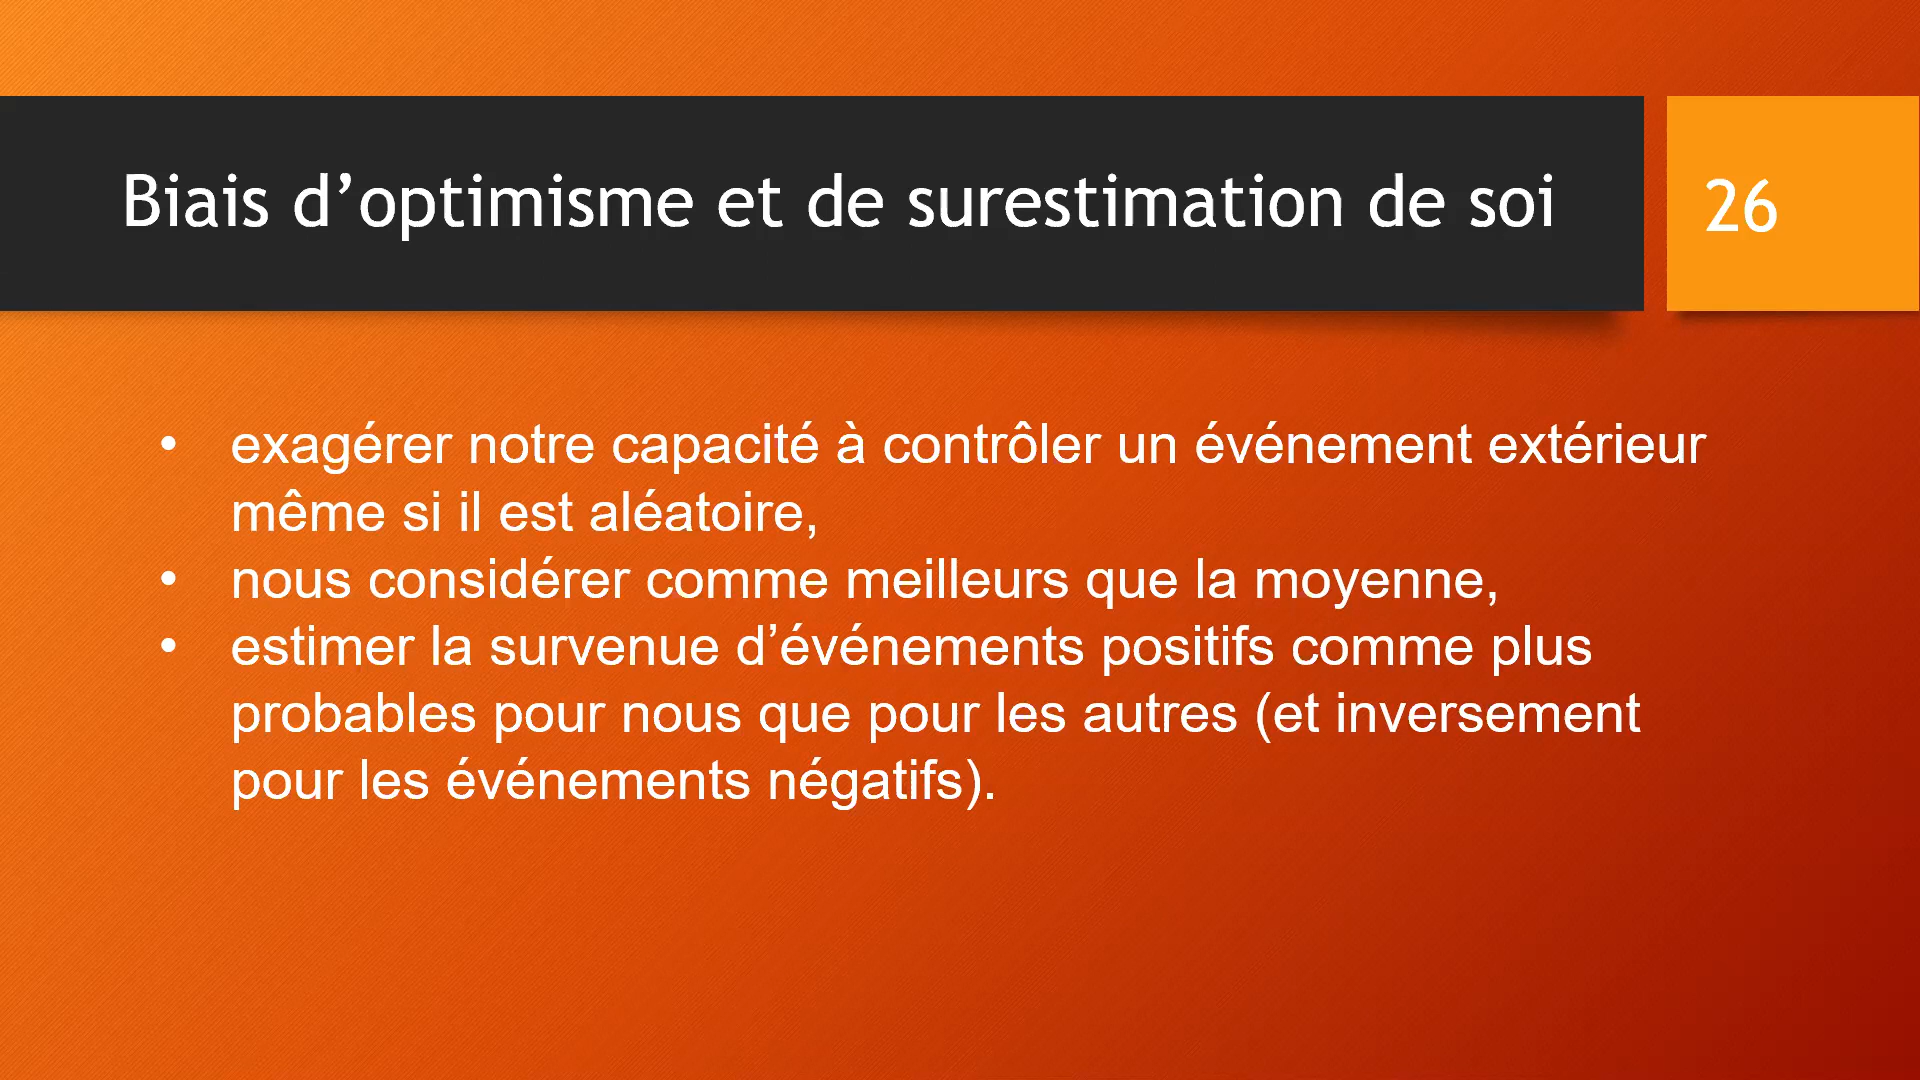 Biais d’optimisme et de surestimation de soi
26
• exagérer notre capacité à contrôler un événement extérieur
même si il est aléatoire,
• nous considérer comme meilleurs que la moyenne,
• estimer la survenue d’événements positifs comme plus
probables pour nous que pour les autres (et inversement
pour les événements négatifs).